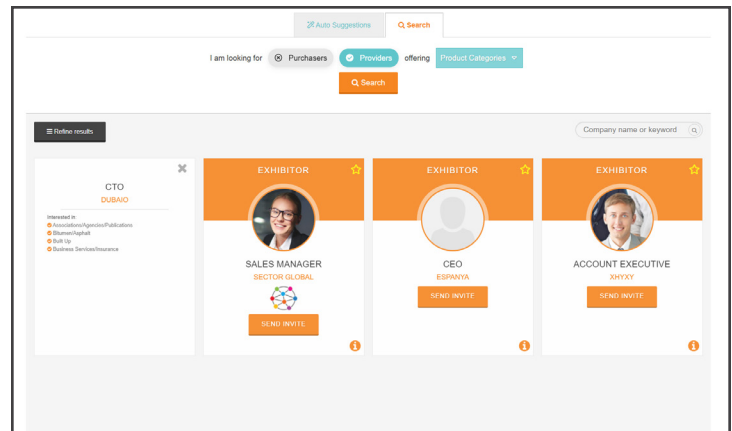 Auto Suggestions
Search
I am looking for Purchasers Providers offering Product Categories
Search
Refine results
Company name or keyword
CTO
DUBAIO
Interested in
Associations/Agencies/Publications
Bitumen/Asphalt
Built Up
Business Services/Insurance
EXHIBITOR
SALES MANAGER
SECTOR GLOBAL
SEND INVITE
EXHIBITOR
CEO
ESPANYA
SEND INVITE
EXHIBITOR
ACCOUNT EXECUTIVE
XHYXY
SEND INVITE